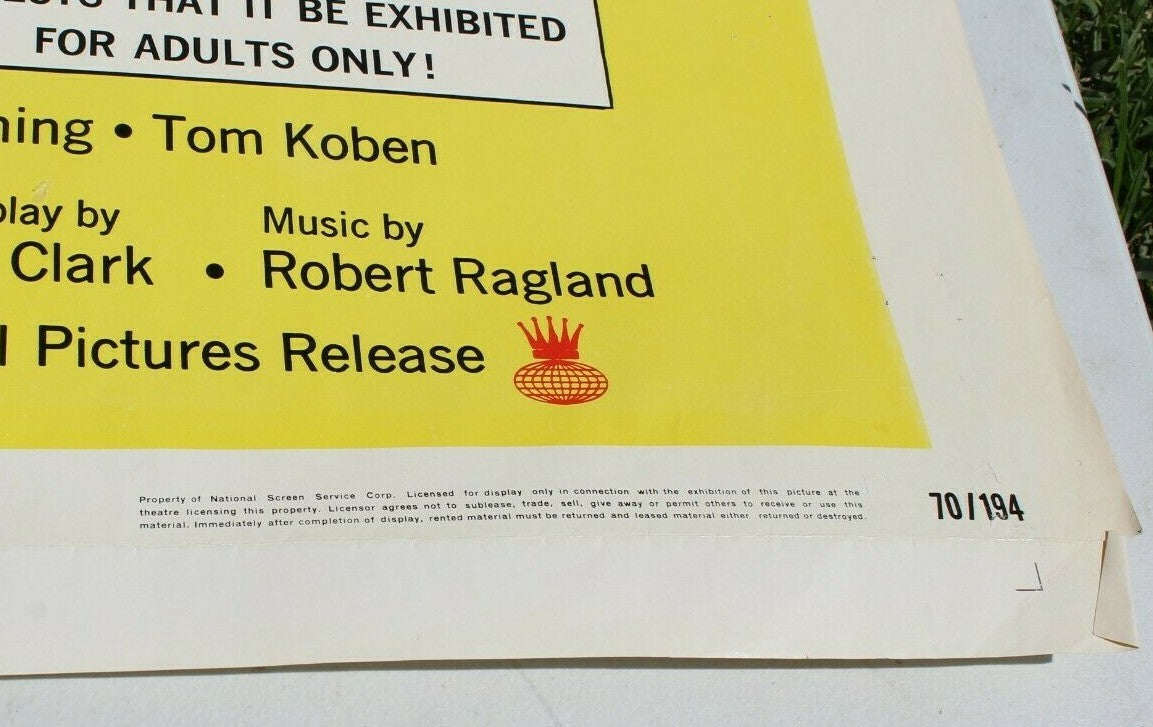 THAT IT BE EXHIBITED
FOR ADULTS ONLY!
ning • Tom Koben
play by
Music by
Clark • Robert Ragland
l Pictures Release
Property of National Screen Service Corp. Licensed for display only in connection with the exhibition of this picture at the
theatre licensing this property. Licensor agrees not to sublease, trade, sell, give away or permit others to receive or use this
material. Immediately after completion of display, rented material must be returned and leased material either returned or destroyed.
70/194